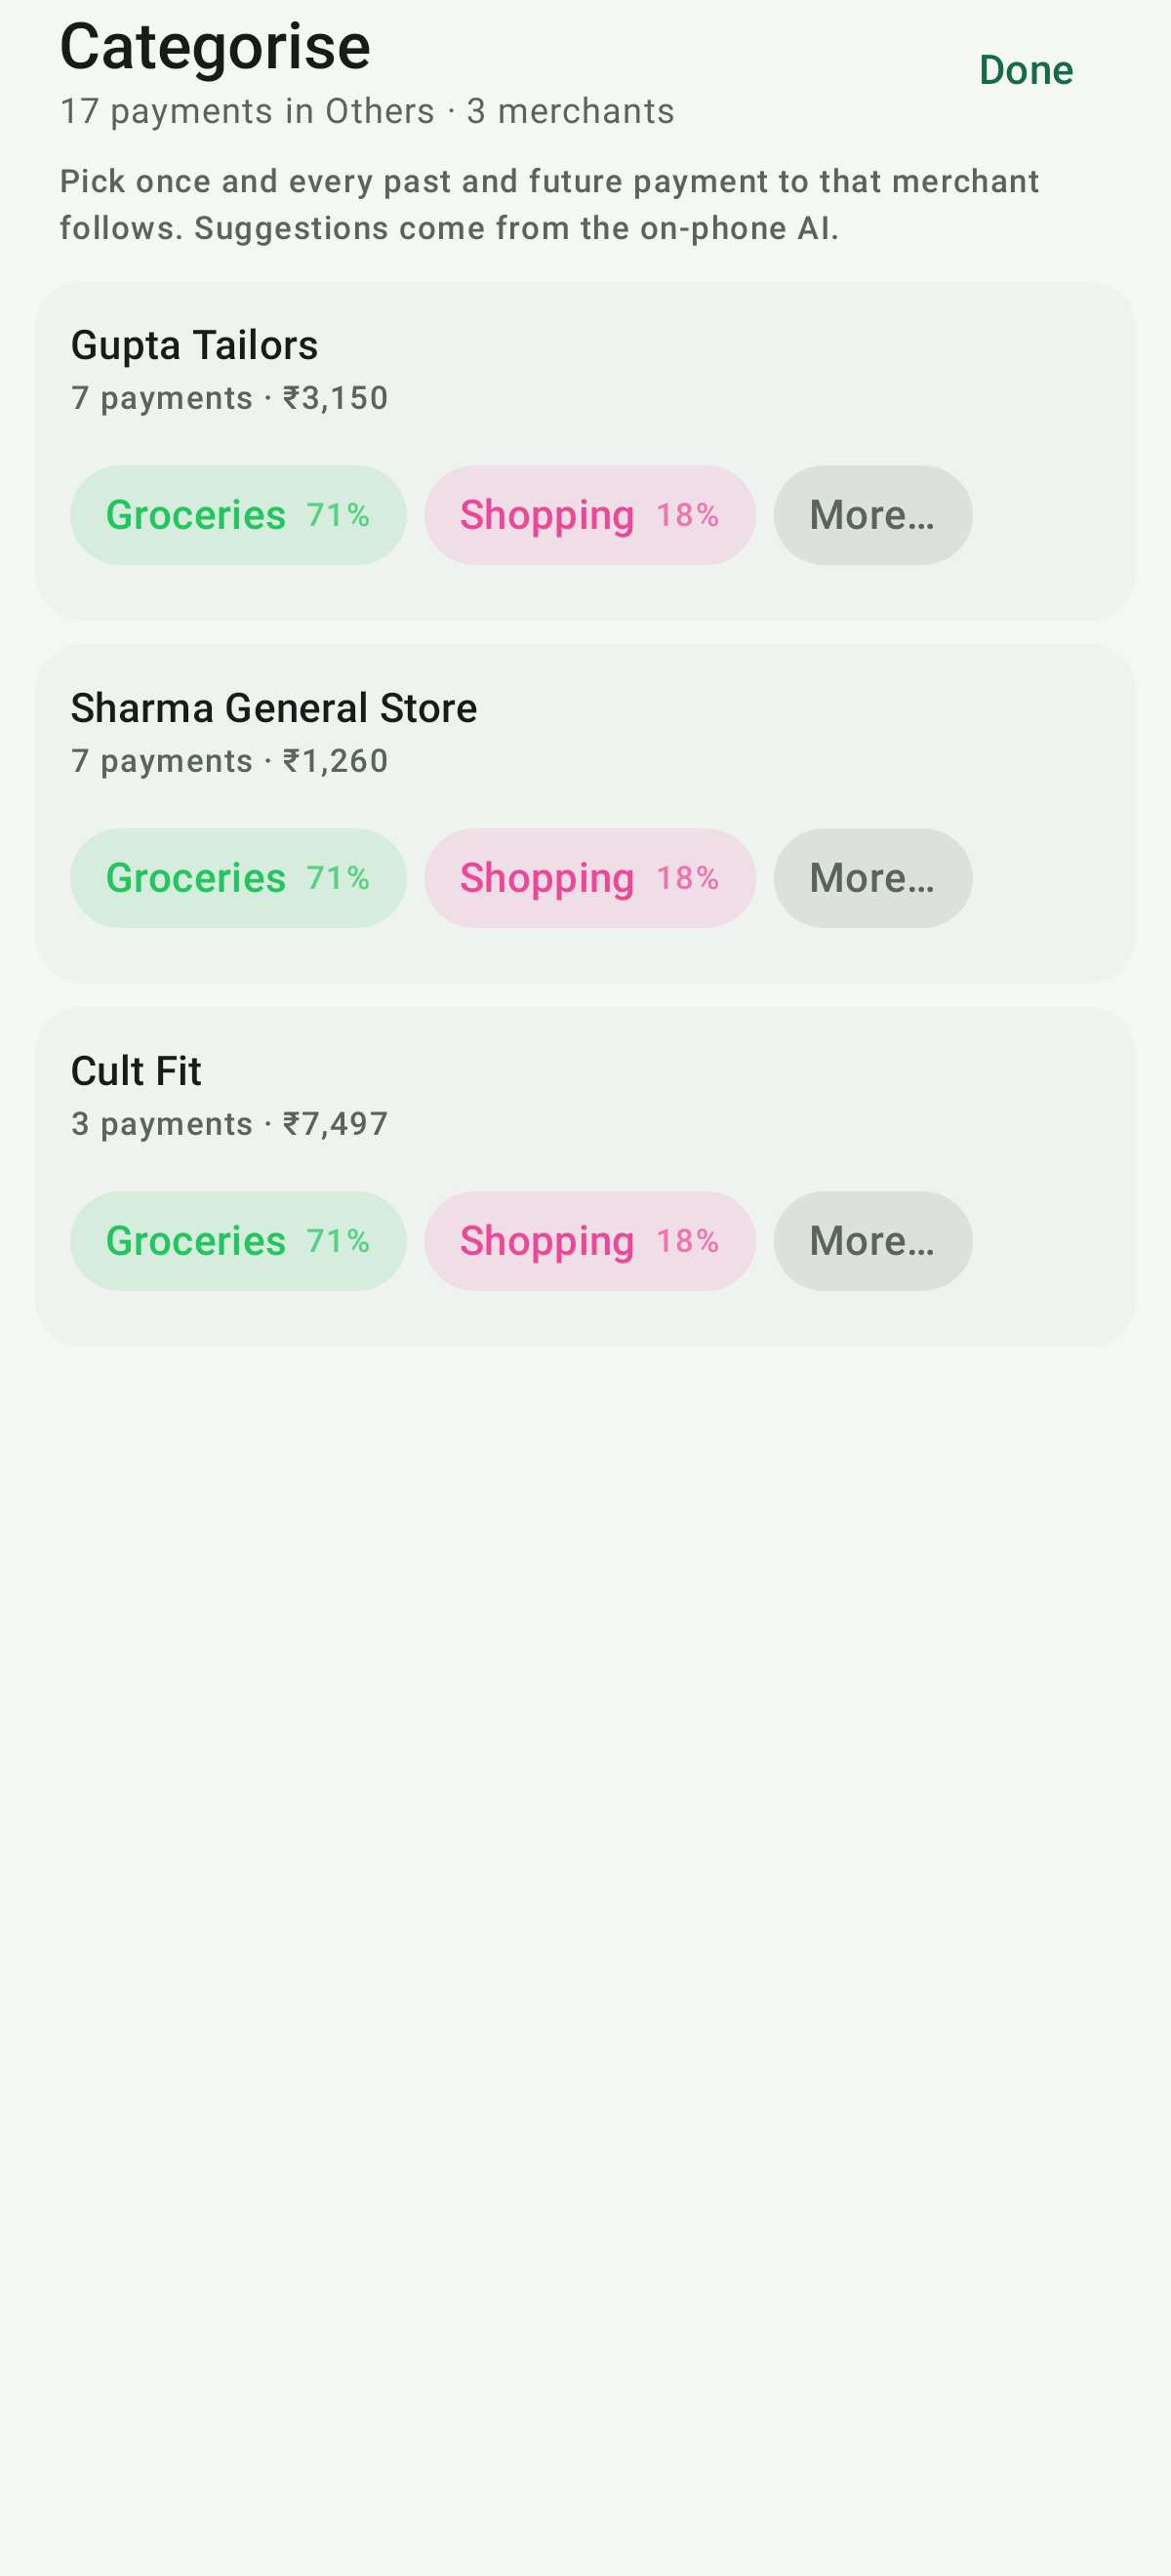 Categorise
Done
17 payments in Others · 3 merchants
Pick once and every past and future payment to that merchant
follows. Suggestions come from the on-phone AI.
Gupta Tailors
7 payments · ₹3,150
Groceries 71% Shopping 18% More...
Sharma General Store
7 payments · ₹1,260
Groceries 71% Shopping 18% More...
Cult Fit
3 payments · ₹7,497
Groceries 71% Shopping 18% More...